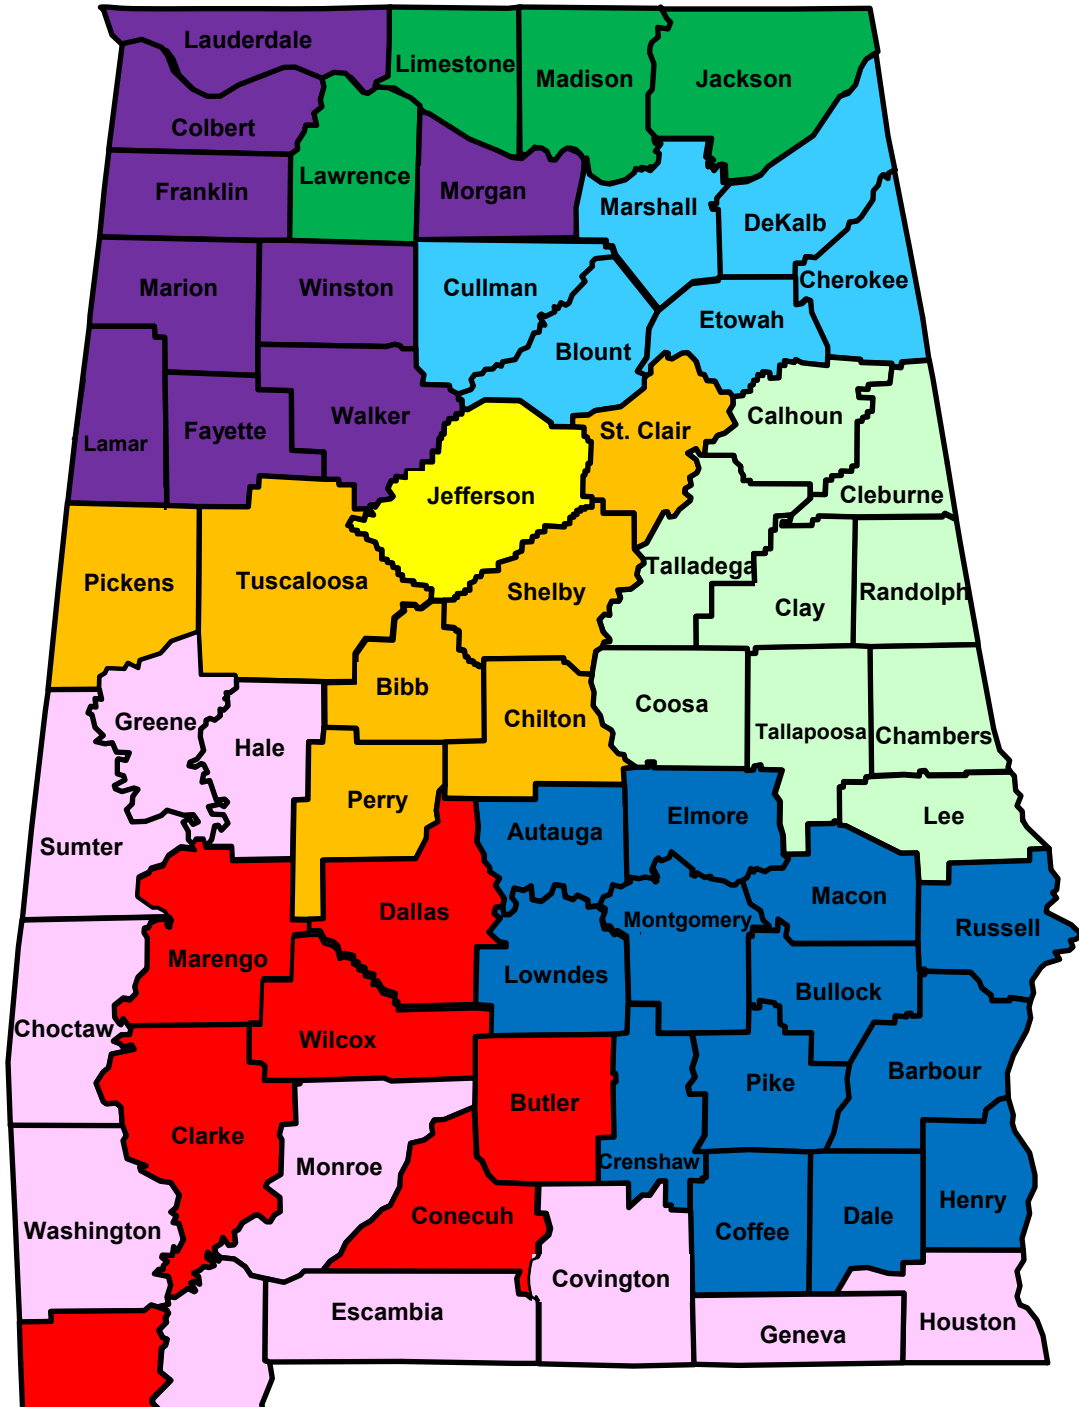 Lauderdale
Limestone
Madison
Jackson
Colbert
Lawrence
Franklin
Morgan
Marshall
DeKalb
Cherokee
Marion
Winston
Cullman
Etowah
Blount
Walker
Calhoun
Lamar
Fayette
St. Clair
Jefferson
Cleburne
Talladega
Pickens
Tuscaloosa
Shelby
Clay
Randolph
Bibb
Coosa
Greene
Chilton
Tallapoosa
Chambers
Hale
Perry
Lee
Elmore
Autauga
Sumter
Macon
Dallas
Montgomery
Russell
Marengo
Lowndes
Bullock
Choctaw
Wilcox
Barbour
Pike
Butler
Clarke
Crenshaw
Monroe
Henry
Conecuh
Dale
Washington
Coffee
Covington
Escambia
Houston
Geneva